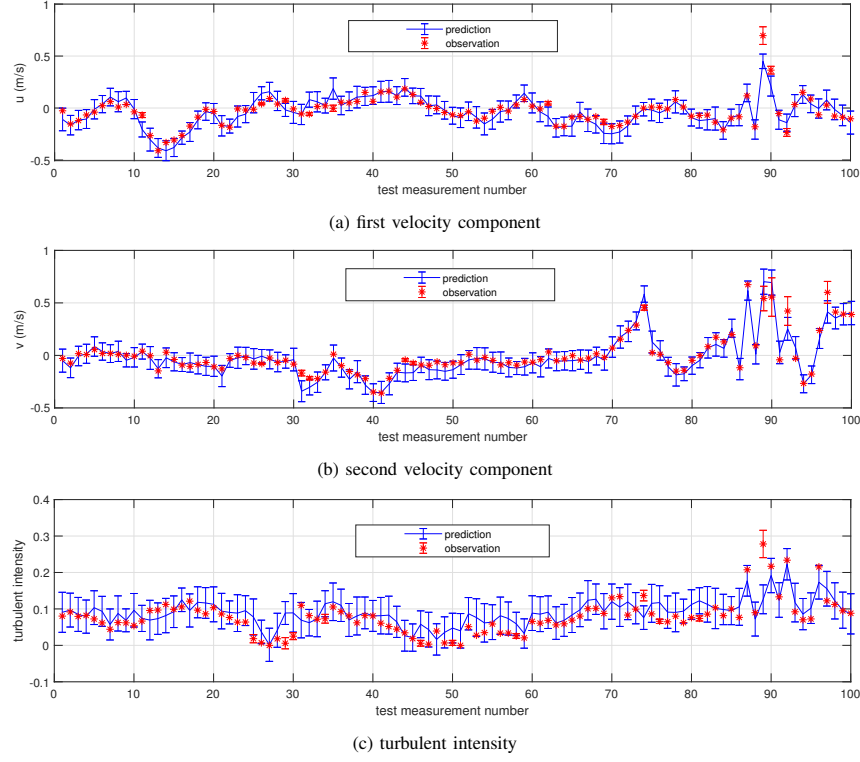 1
0.5
0
-0.5
u (m/s)
prediction
observation
0 10 20 30 40 50 60 70 80 90 100
test measurement number
(a) first velocity component
1
0.5
0
-0.5
v (m/s)
prediction
observation
0 10 20 30 40 50 60 70 80 90 100
test measurement number
(b) second velocity component
0.4
0.3
0.2
0.1
0
-0.1
turbulent intensity
prediction
observation
0 10 20 30 40 50 60 70 80 90 100
test measurement number
(c) turbulent intensity